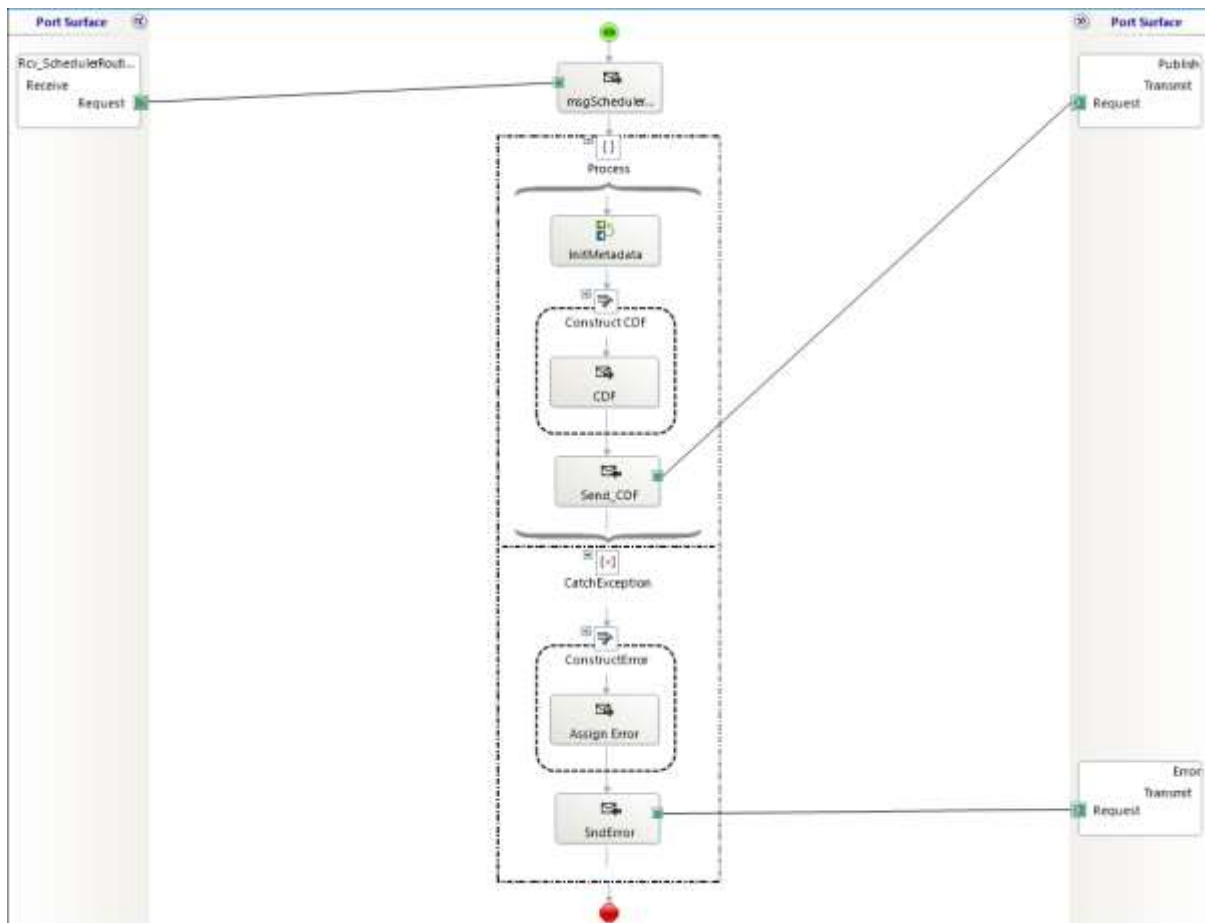 Port Surface
Rcv_SchedulerRouti...
Receive
Request
msgScheduler...
Process
InitMetadata
Construct CDF
CDF
Send_CDF
CatchException
ConstructError
Assign Error
SndError
Port Surface
Publish
Transmit
Request
Error
Transmit
Request